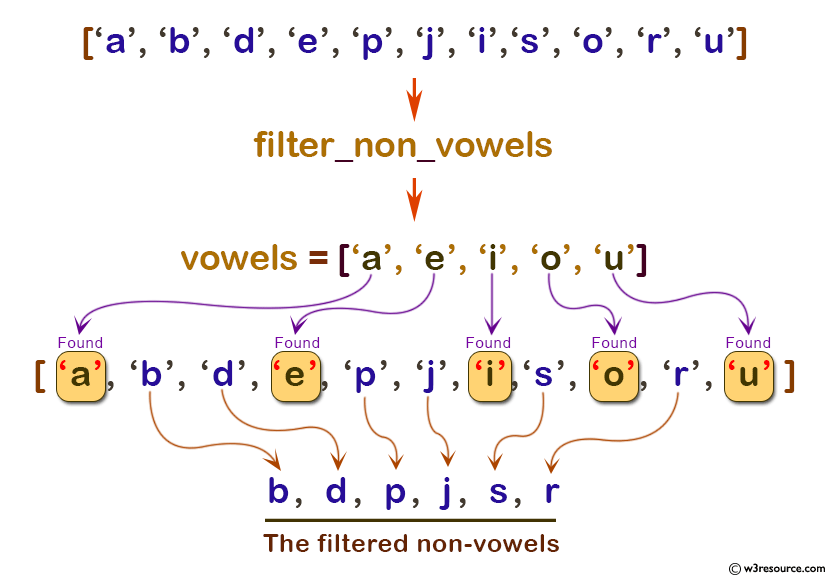 [‘a’, ‘b’, ‘d’, ‘e’, ‘p’, ‘j’, ‘i’,‘s’, ‘o’, ‘r’, ‘u’]
filter_non_vowels
vowels = [‘a’, ‘e’, ‘i’, ‘o’, ‘u’]
Found Found Found Found Found
[ ‘a’, ‘b’, ‘d’, ‘e’, ‘p’, ‘j’, ‘i’,‘s’, ‘o’, ‘r’, ‘u’ ]
b, d, p, j, s, r
The filtered non-vowels
© w3resource.com